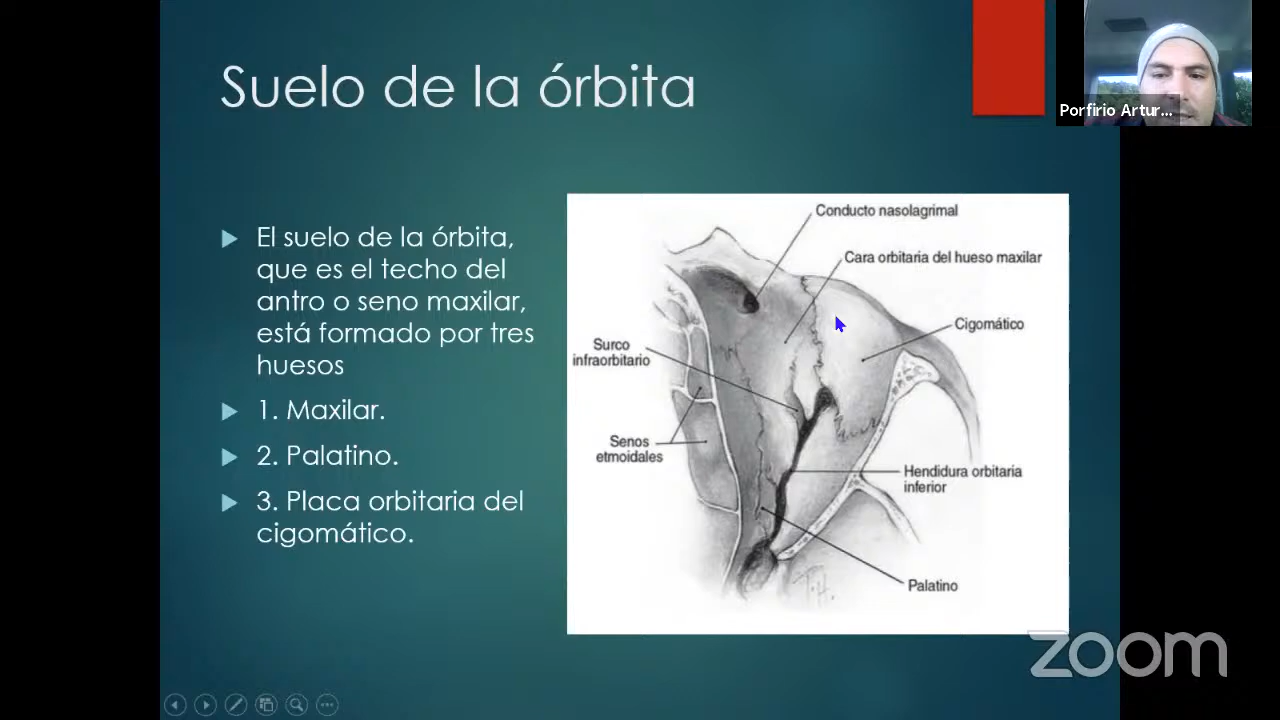 Suelo de la órbita
Porfirio Artur...
El suelo de la órbita,
que es el techo del
antro o seno maxilar,
está formado por tres
huesos
1. Maxilar.
2. Palatino.
3. Placa orbitaria del
cigomático.
Conducto nasolagrimal
Cara orbitaria del hueso maxilar
Cigomático
Surco
infraorbitario
Senos
etmoidales
Hendidura orbitaria
inferior
Palatino
T.H.
zoom